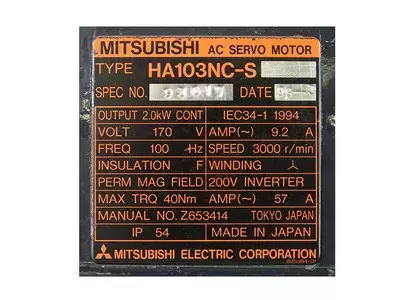 MITSUBISHI AC SERVO MOTOR
TYPE HA103NC-S
SPEC NO. DATE
OUTPUT 2.0kW CONT IEC34-1 1994
VOLT 170 V AMP(~) 9.2 A
FREQ 100 Hz SPEED 3000 r/min
INSULATION F WINDING
PERM MAG FIELD 200V INVERTER
MAX TRQ 40Nm AMP(~) 57 A
MANUAL NO. Z653414 TOKYO JAPAN
IP 54 MADE IN JAPAN
MITSUBISHI ELECTRIC CORPORATION